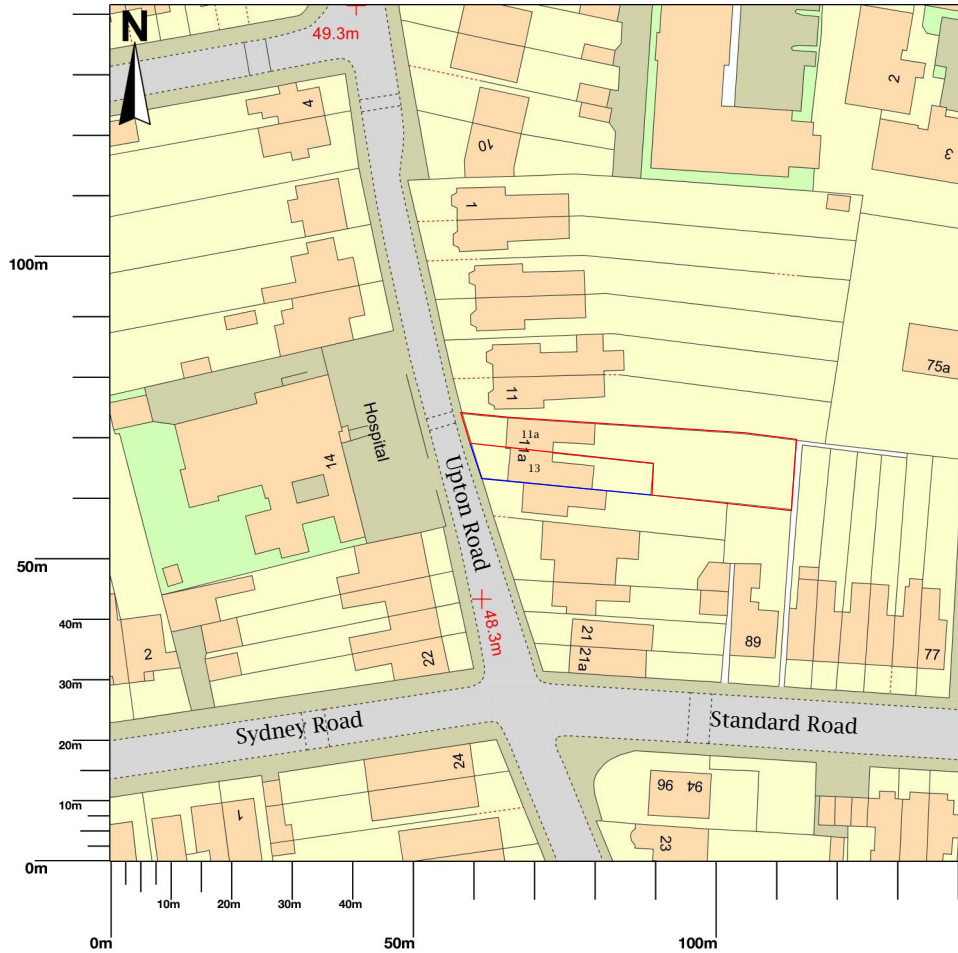 N
49.3m
4
10
2
3
1
100m
75a
11
Hospital
11a
11a
14
13
Upton Road
50m
48.3m
40m
21
21a
89
2
22
77
30m
Sydney Road
Standard Road
20m
24
96
94
10m
1
23
0m
10m
20m
30m
40m
0m
50m
100m